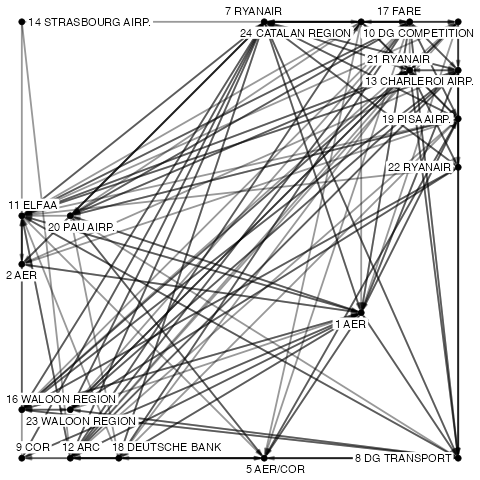 7 RYANAIR
17 FARE
14 STRASBOURG AIRP.
24 CATALAN REGION
10 DG COMPETITION
21 RYANAIR
13 CHARLEROI AIRP.
19 PISA AIRP.
22 RYANAIR
11 ELFAA
20 PAU AIRP.
2 AER
1 AER
16 WALOON REGION
23 WALOON REGION
9 COR
12 ARC
18 DEUTSCHE BANK
8 DG TRANSPORT
5 AER/COR